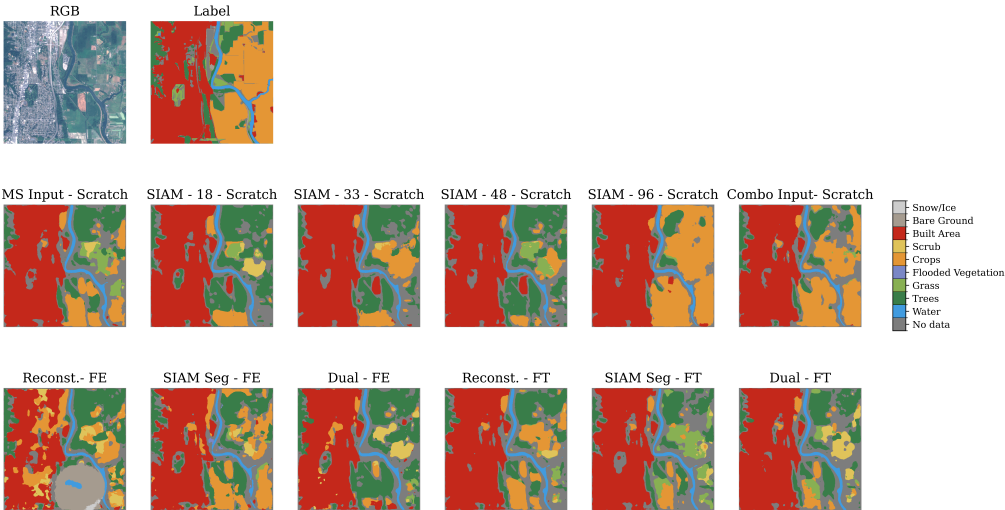 RGB
Label
MS Input - Scratch
SIAM - 18 - Scratch
SIAM - 33 - Scratch
SIAM - 48 - Scratch
SIAM - 96 - Scratch
Combo Input- Scratch
Snow/Ice
Bare Ground
Built Area
Scrub
Crops
Flooded Vegetation
Grass
Trees
Water
No data
Reconst.- FE
SIAM Seg - FE
Dual - FE
Reconst. - FT
SIAM Seg - FT
Dual - FT